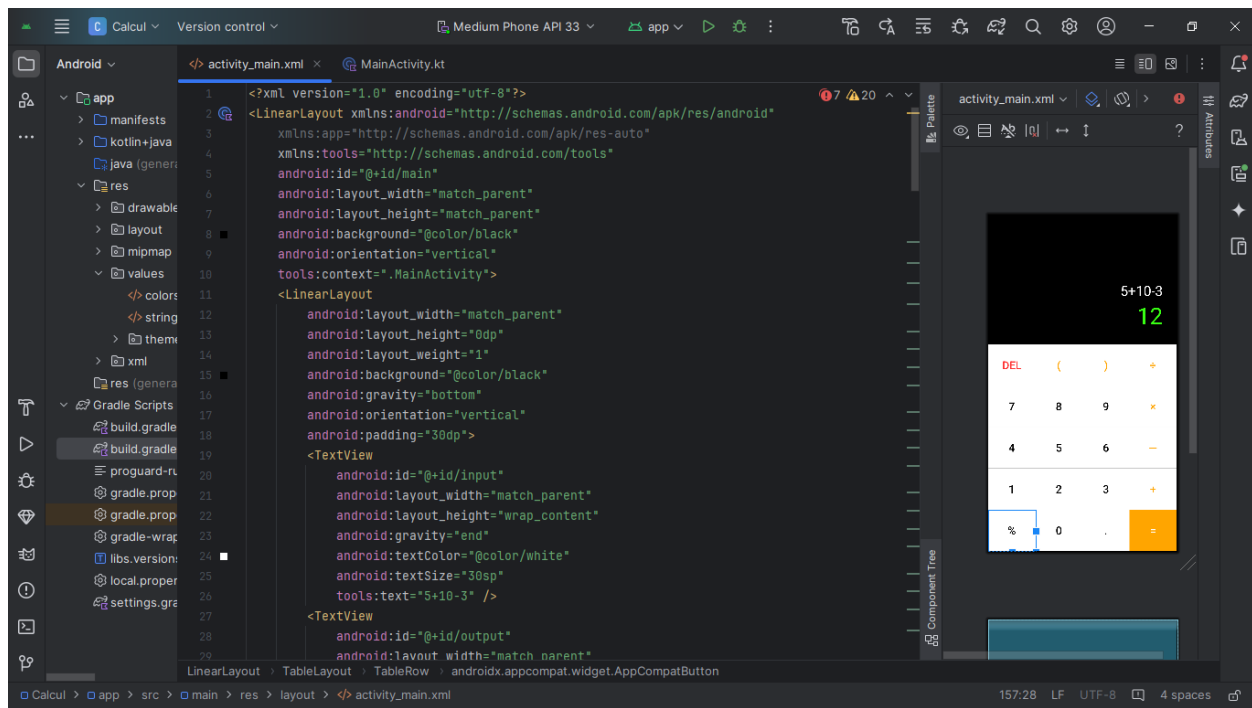 C Calcul Version control Medium Phone API 33 app
Android
activity_main.xml MainActivity.kt
app
manifests
kotlin+java
java (genera
res
drawable
layout
mipmap
values
colors
string
theme
xml
res (genera
Gradle Scripts
build.gradle
build.gradle
proguard-ru
gradle.prop
gradle.prop
gradle-wrap
libs.version
local.proper
settings.gra
1 <?xml version="1.0" encoding="utf-8"?>
2 <LinearLayout xmlns:android="http://schemas.android.com/apk/res/android"
3 xmlns:app="http://schemas.android.com/apk/res-auto"
4 xmlns:tools="http://schemas.android.com/tools"
5 android:id="@+id/main"
6 android:layout_width="match_parent"
7 android:layout_height="match_parent"
8 android:background="@color/black"
9 android:orientation="vertical"
10 tools:context=".MainActivity">
11 <LinearLayout
12 android:layout_width="match_parent"
13 android:layout_height="0dp"
14 android:layout_weight="1"
15 android:background="@color/black"
16 android:gravity="bottom"
17 android:orientation="vertical"
18 android:padding="30dp">
19 <TextView
20 android:id="@+id/input"
21 android:layout_width="match_parent"
22 android:layout_height="wrap_content"
23 android:gravity="end"
24 android:textColor="@color/white"
25 android:textSize="30sp"
26 tools:text="5+10-3" />
27 <TextView
28 android:id="@+id/output"
29 android:layout_width="match_parent"
7 20
Palette
Component Tree
activity_main.xml
?
Attributes
5+10-3
12
DEL ( ) ÷
7 8 9 ×
4 5 6 —
1 2 3 +
% 0 . =
LinearLayout > TableLayout > TableRow > androidx.appcompat.widget.AppCompatButton
Calcul > app > src > main > res > layout > activity_main.xml
157:28 LF UTF-8 4 spaces